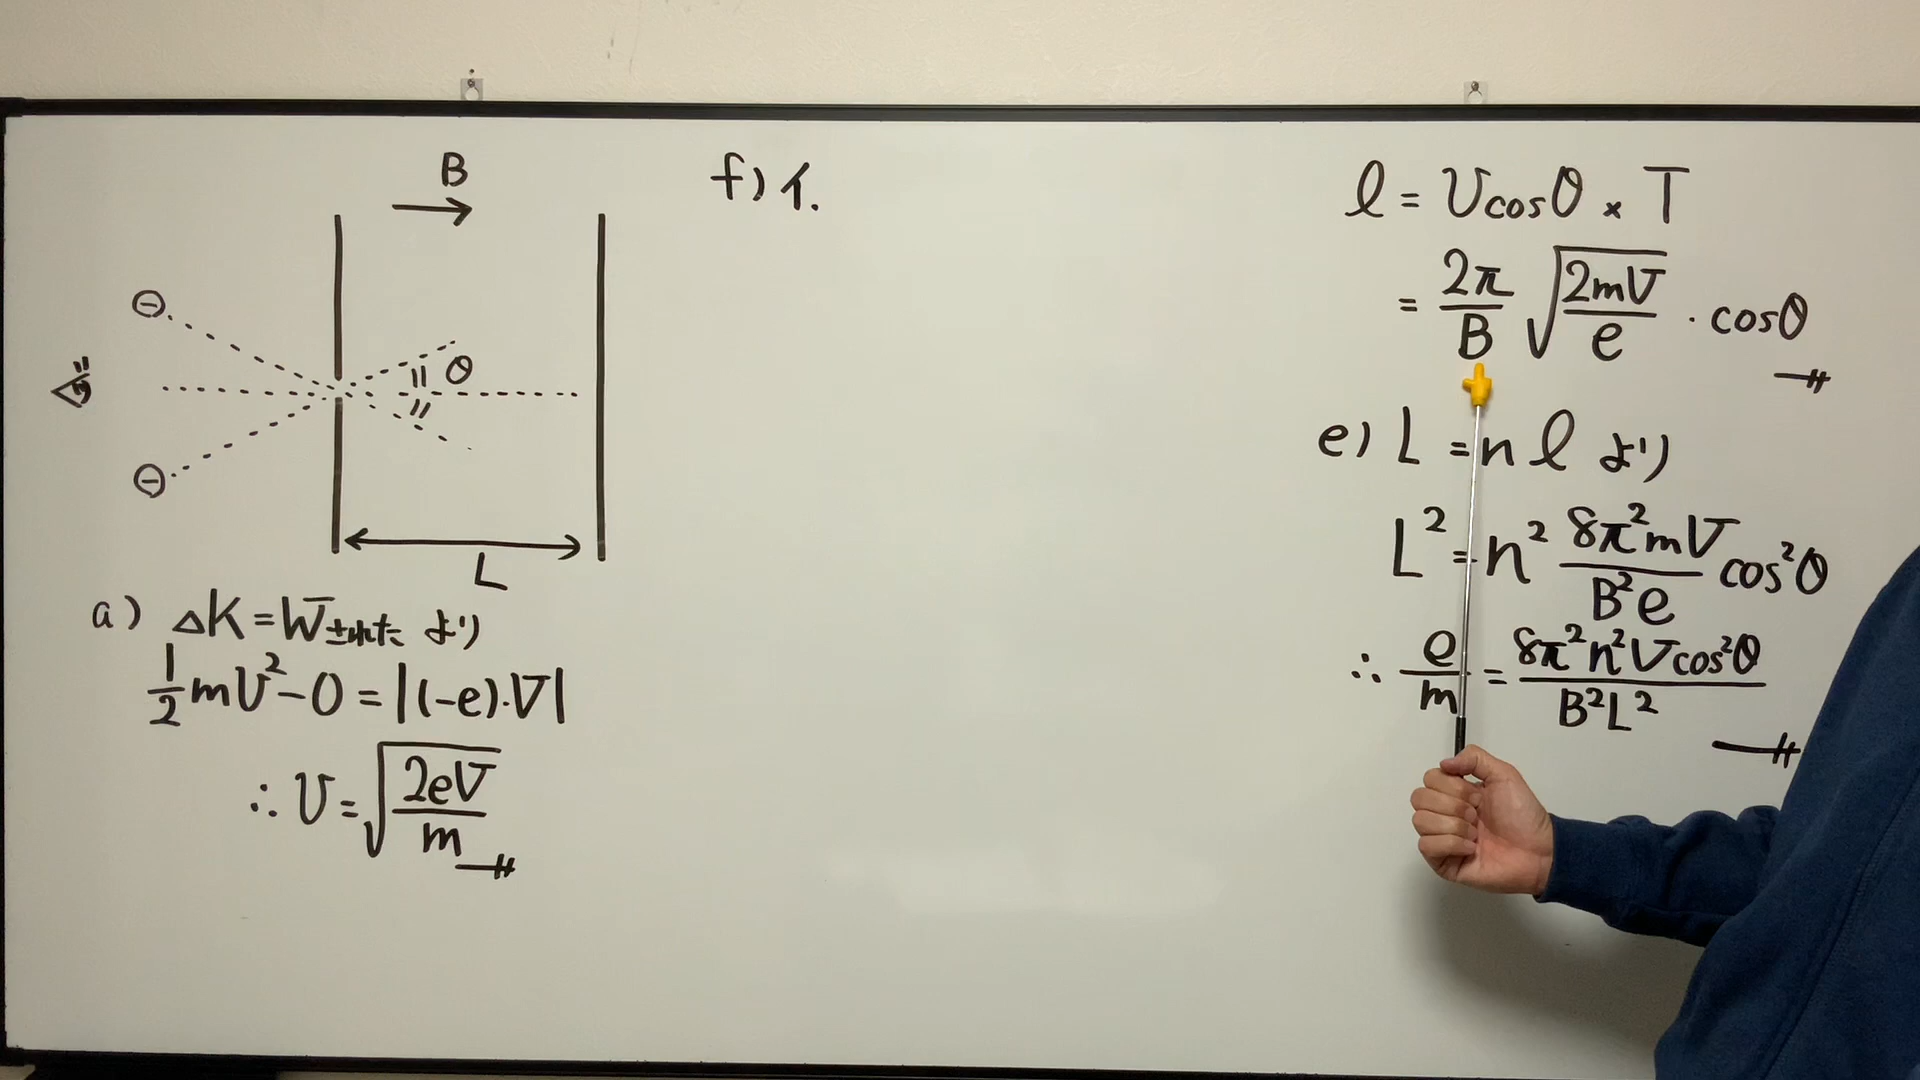 B
θ
L
a) ΔK = Wされた より
1/2 mv² - 0 = |(-e)·V|
∴ v = √(2eV/m)
f) イ.
l = v cosθ × T
= 2π/B √(2mV/e) · cosθ
e) L = n l より
L² = n² 8π²mV/B²e cos²θ
∴ e/m = 8π²n²V cos²θ/B²L²